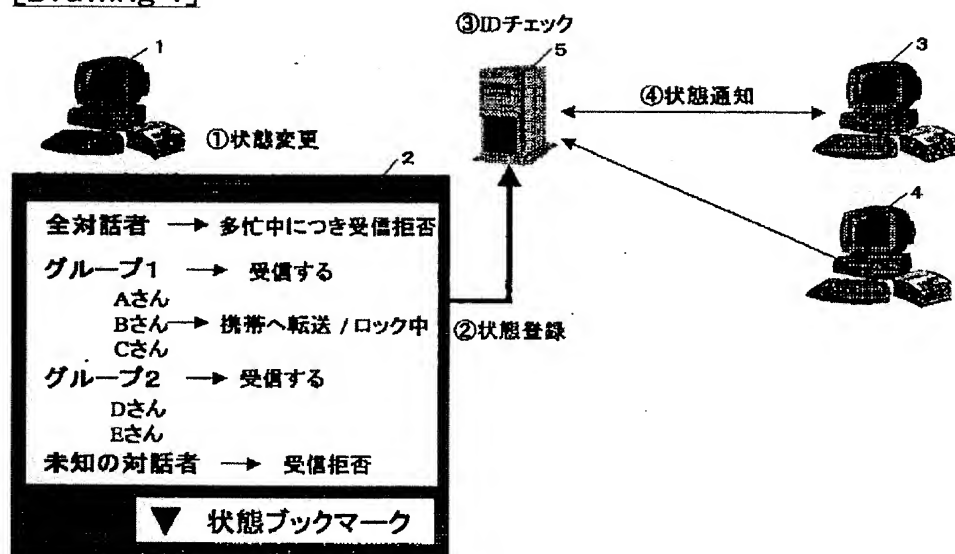 [Drawing 1]
③IDチェック
1
5
3
④状態通知
①状態変更
2
4
全対話者 → 多忙中につき受信拒否
グループ1 → 受信する
Aさん
Bさん → 携帯へ転送 / ロック中
Cさん
②状態登録
グループ2 → 受信する
Dさん
Eさん
未知の対話者 → 受信拒否
▼ 状態ブックマーク